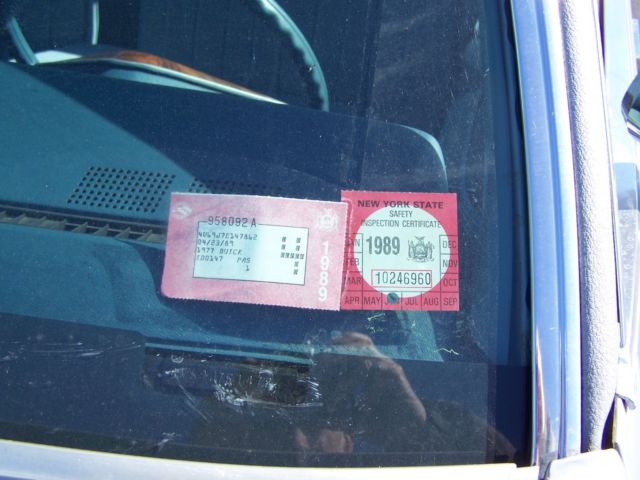 958092 A
4N69J7E147862
04/23/89
1977 BUICK
PAS
1
1989
NEW YORK STATE
SAFETY
INSPECTION CERTIFICATE
1989
10246960
DEC
FEB NOV
MAR OCT
APR MAY JUN JUL AUG SEP